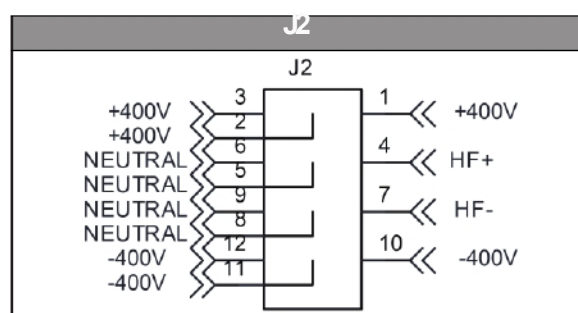 J2
J2
+400V 3 1 +400V
+400V 2
NEUTRAL 6 4 HF+
NEUTRAL 5
NEUTRAL 9 7 HF-
NEUTRAL 8
-400V 12 10 -400V
-400V 11